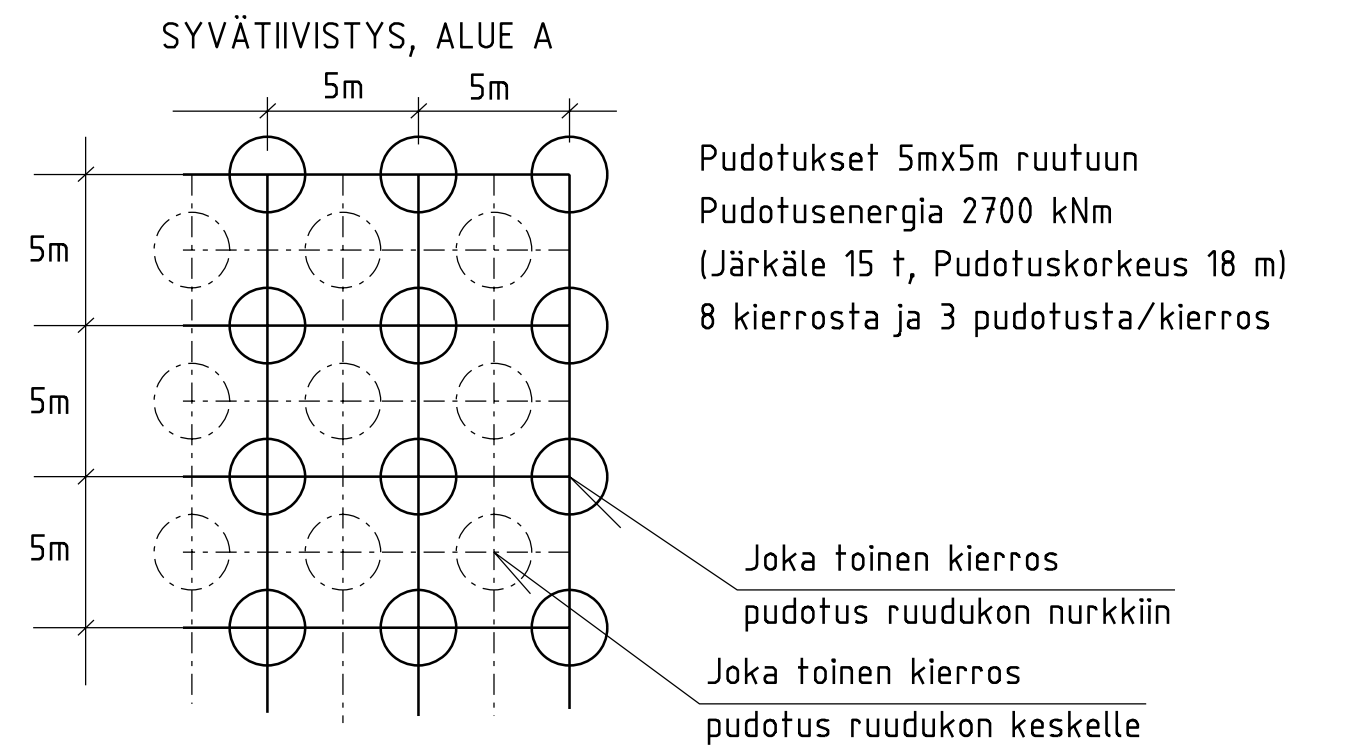 SYVÄTIIVISTYS, ALUE A
5m 5m
Pudotukset 5mx5m ruutuun
Pudotusenergia 2700 kNm
(Järkäle 15 t, Pudotuskorkeus 18 m)
8 kierrosta ja 3 pudotusta/kierros
5m
5m
5m
Joka toinen kierros
pudotus ruudukon nurkkiin
Joka toinen kierros
pudotus ruudukon keskelle